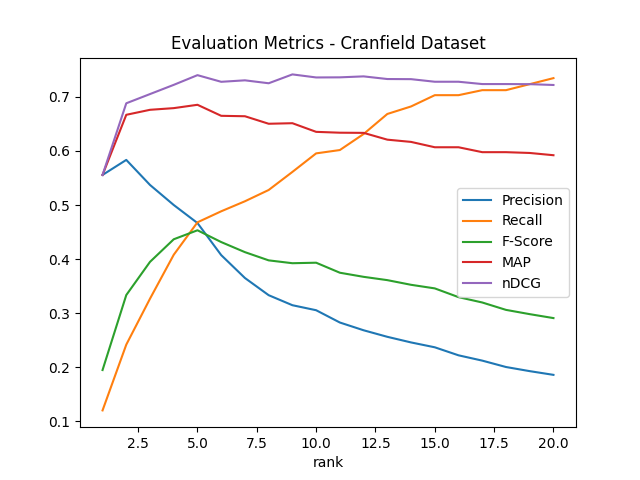 Evaluation Metrics - Cranfield Dataset
0.7
0.6
0.5
0.4
0.3
0.2
0.1
Precision
Recall
F-Score
MAP
nDCG
2.5 5.0 7.5 10.0 12.5 15.0 17.5 20.0
rank